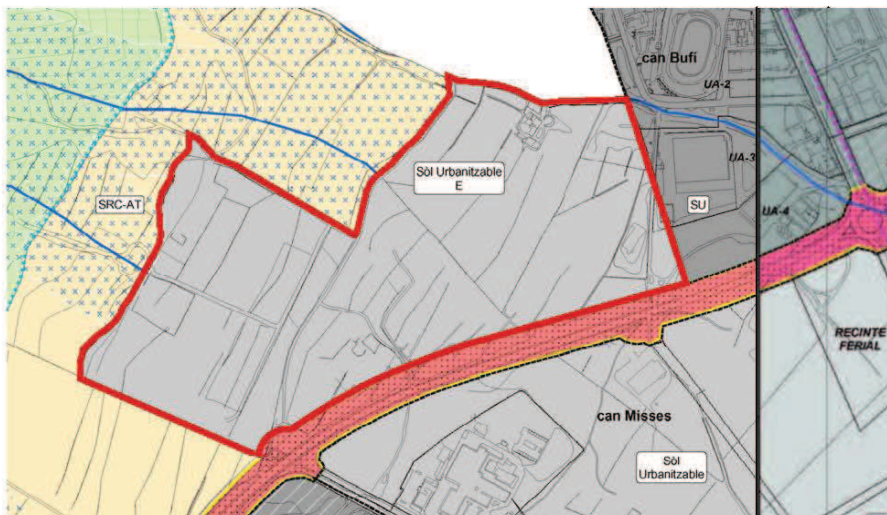 can Bufí
UA-2
Sòl Urbanitzable
E
UA-3
SRC-AT
SU
UA-4
RECINTE
FERIAL
can Misses
Sòl
Urbanitzable